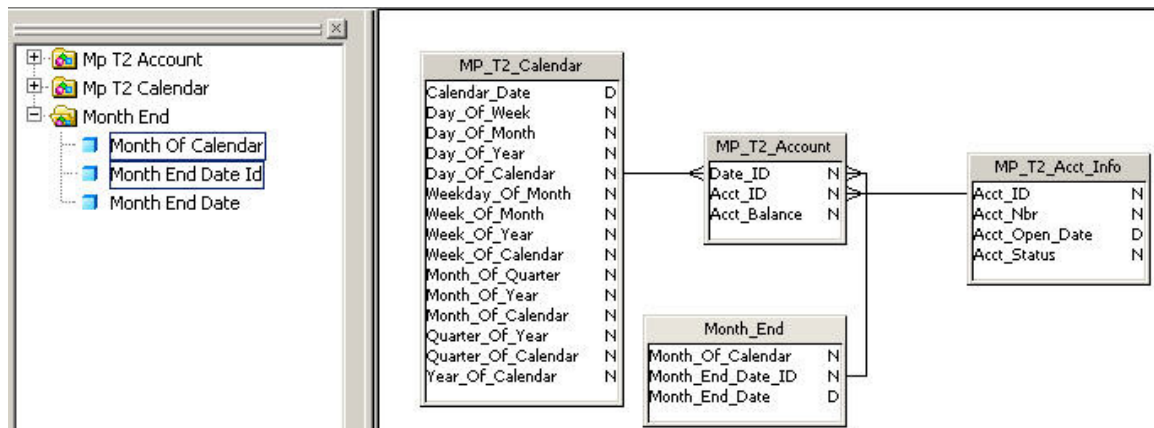 Mp T2 Account
Mp T2 Calendar
Month End
Month Of Calendar
Month End Date Id
Month End Date
MP_T2_Calendar
Calendar_Date D
Day_Of_Week N
Day_Of_Month N
Day_Of_Year N
Day_Of_Calendar N
Weekday_Of_Month N
Week_Of_Month N
Week_Of_Year N
Week_Of_Calendar N
Month_Of_Quarter N
Month_Of_Year N
Month_Of_Calendar N
Quarter_Of_Year N
Quarter_Of_Calendar N
Year_Of_Calendar N
MP_T2_Account
Date_ID N
Acct_ID N
Acct_Balance N
Month_End
Month_Of_Calendar N
Month_End_Date_ID N
Month_End_Date D
MP_T2_Acct_Info
Acct_ID N
Acct_Nbr N
Acct_Open_Date D
Acct_Status N